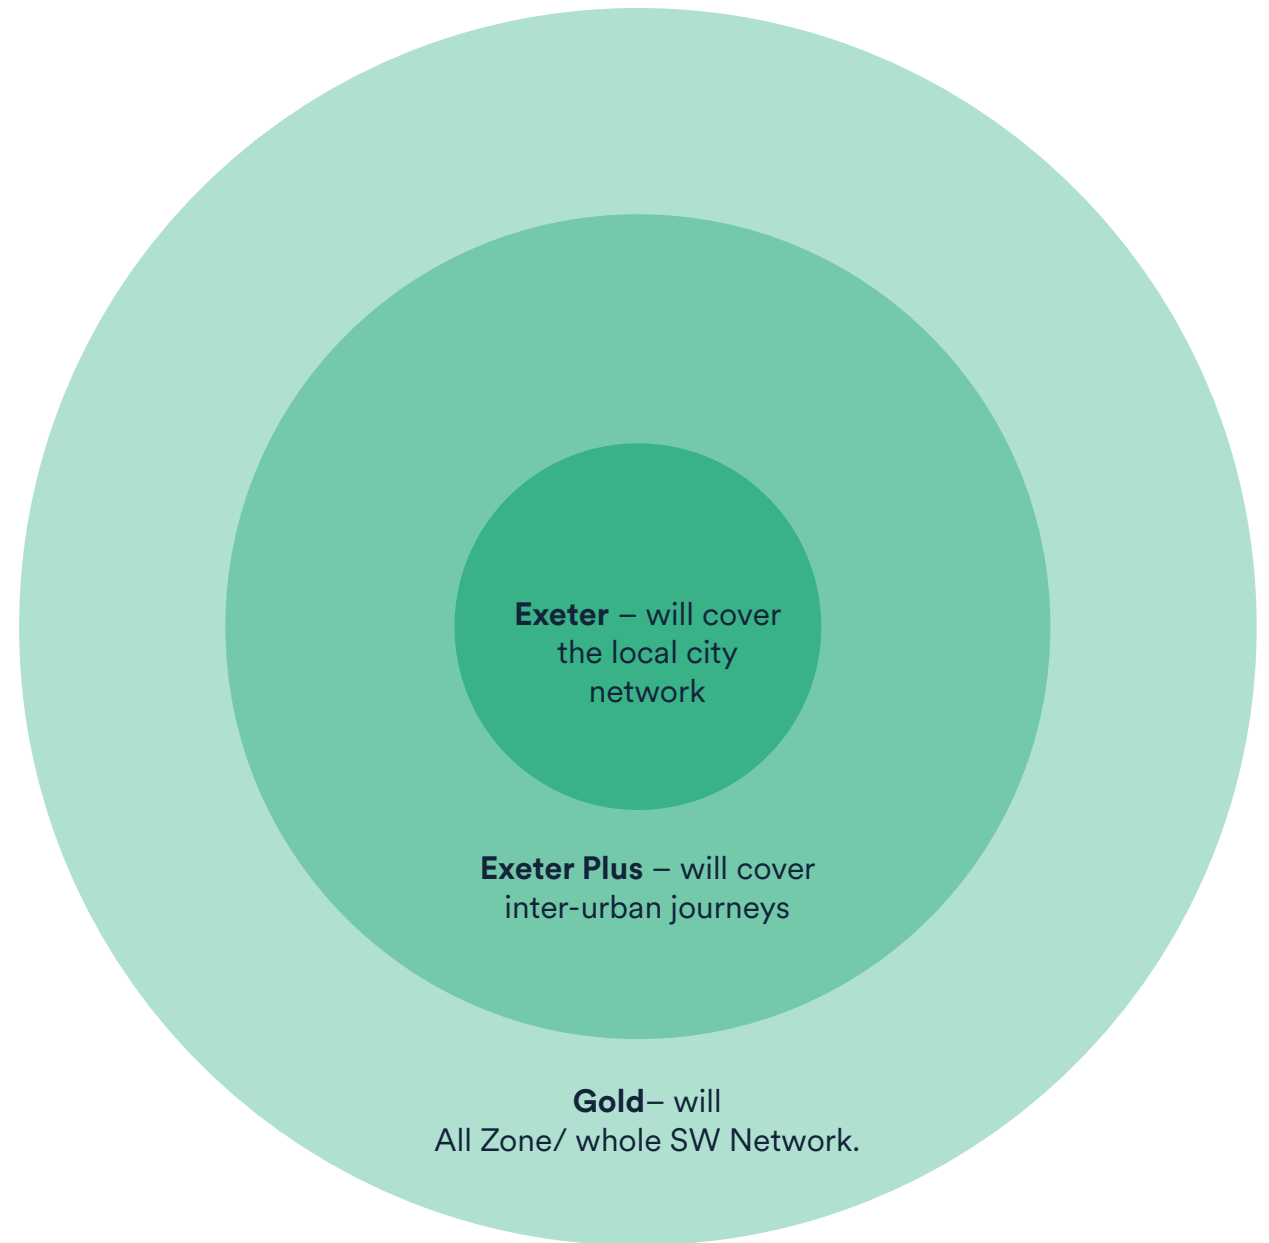 Exeter – will cover
the local city
network
Exeter Plus – will cover
inter-urban journeys
Gold– will
All Zone/ whole SW Network.